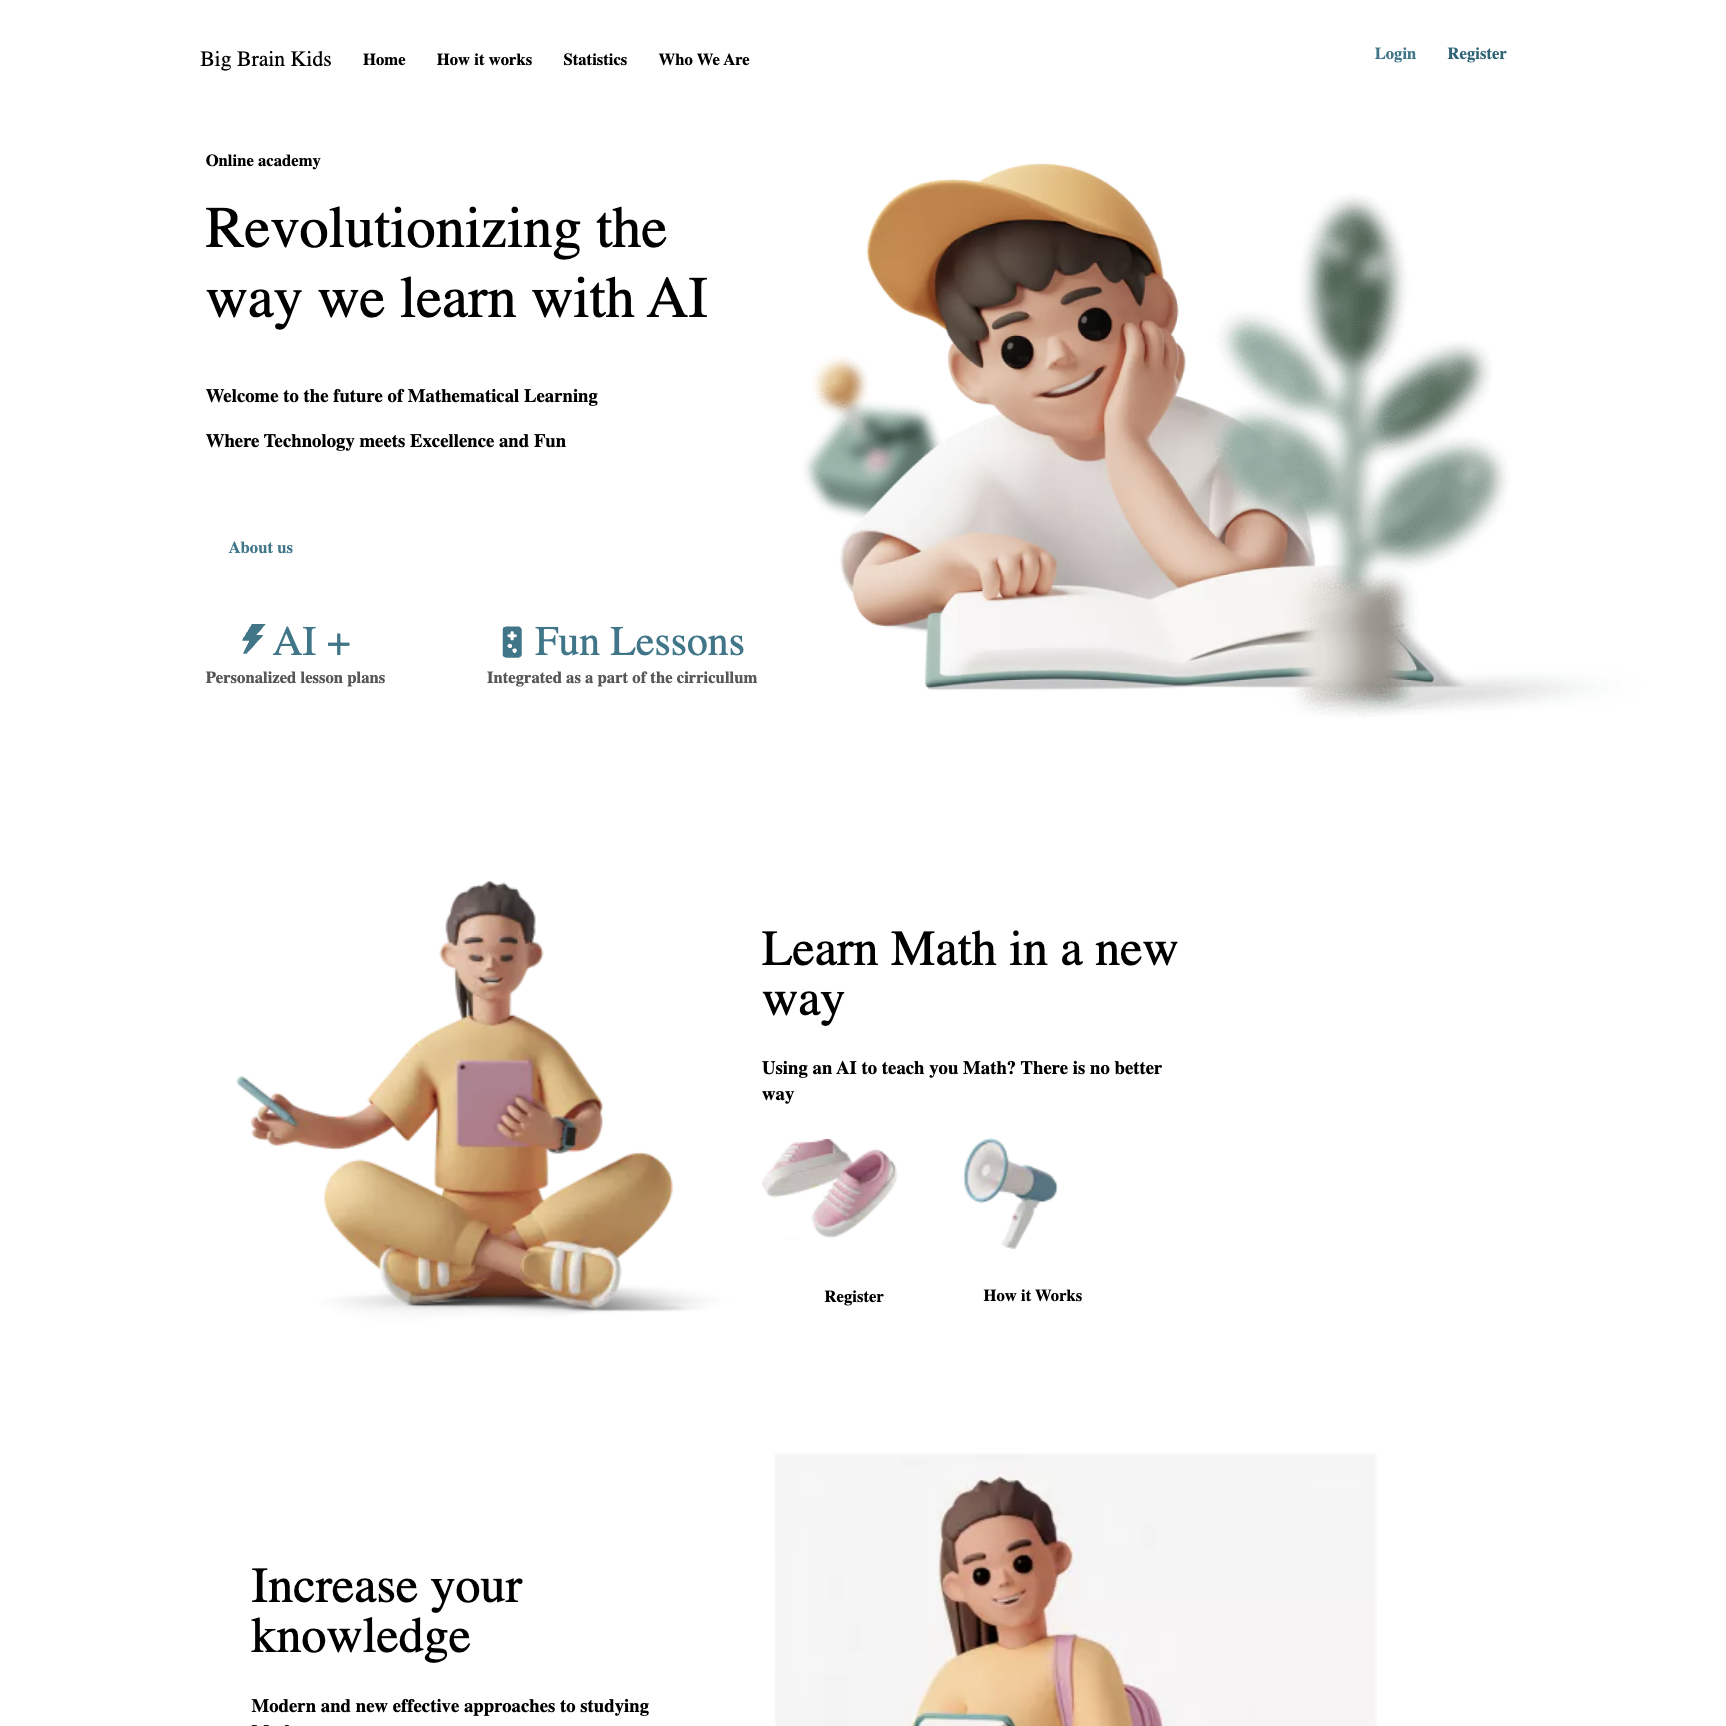 Big Brain Kids Home How it works Statistics Who We Are Login Register
Online academy
Revolutionizing the
way we learn with AI
Welcome to the future of Mathematical Learning
Where Technology meets Excellence and Fun
About us
AI + Fun Lessons
Personalized lesson plans Integrated as a part of the cirricullum
Learn Math in a new
way
Using an AI to teach you Math? There is no better
way
Register How it Works
Increase your
knowledge
Modern and new effective approaches to studying